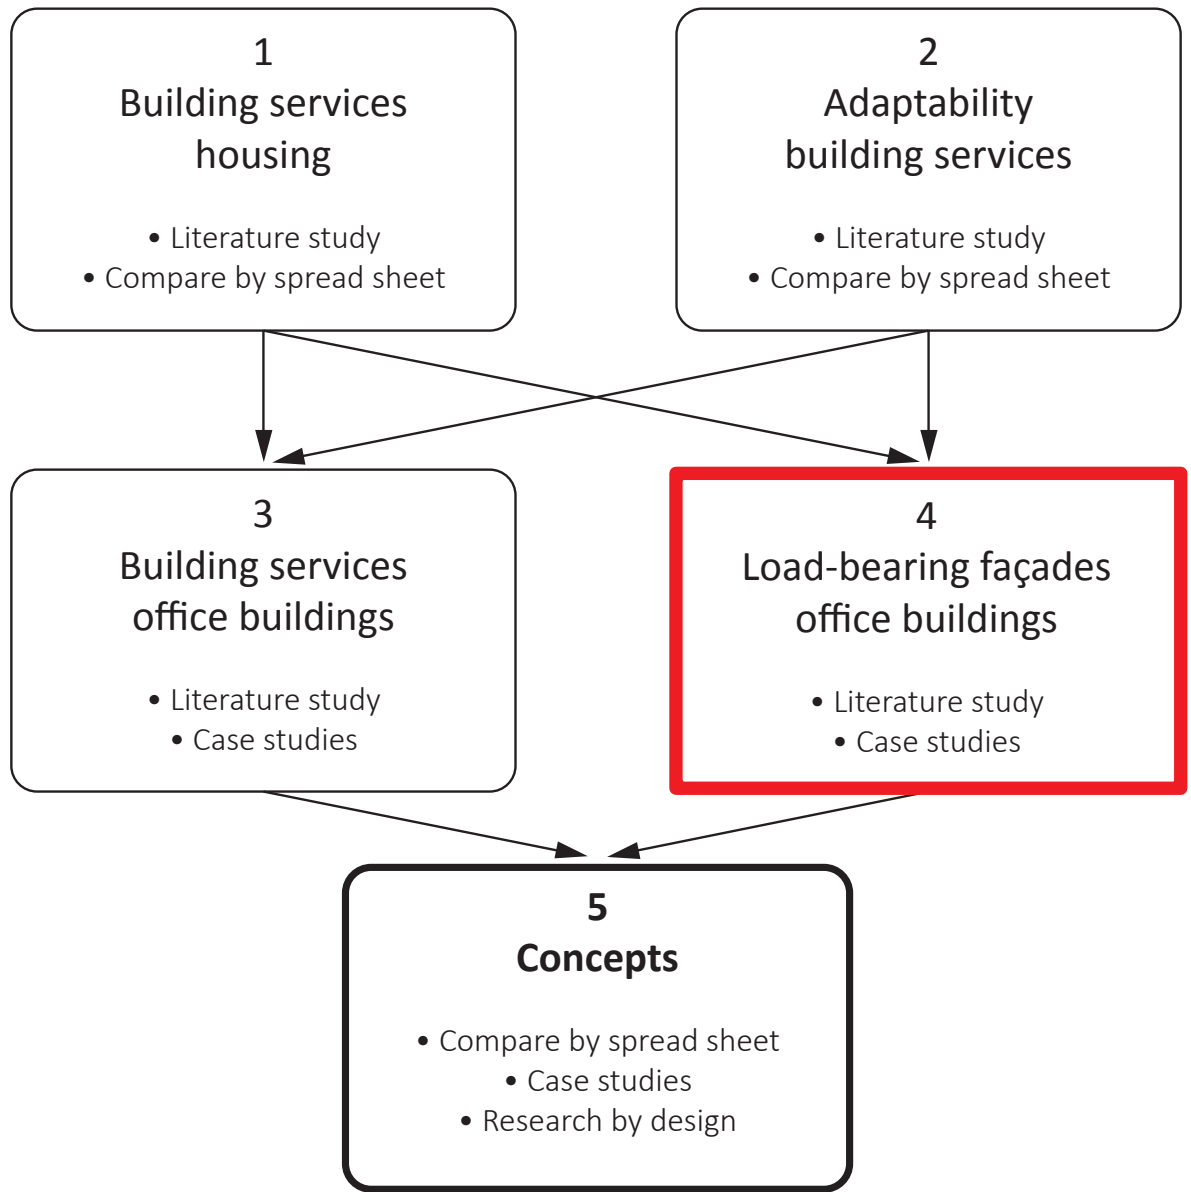 1
Building services
housing
• Literature study
• Compare by spread sheet
2
Adaptability
building services
• Literature study
• Compare by spread sheet
3
Building services
office buildings
• Literature study
• Case studies
4
Load-bearing façades
office buildings
• Literature study
• Case studies
5
Concepts
• Compare by spread sheet
• Case studies
• Research by design